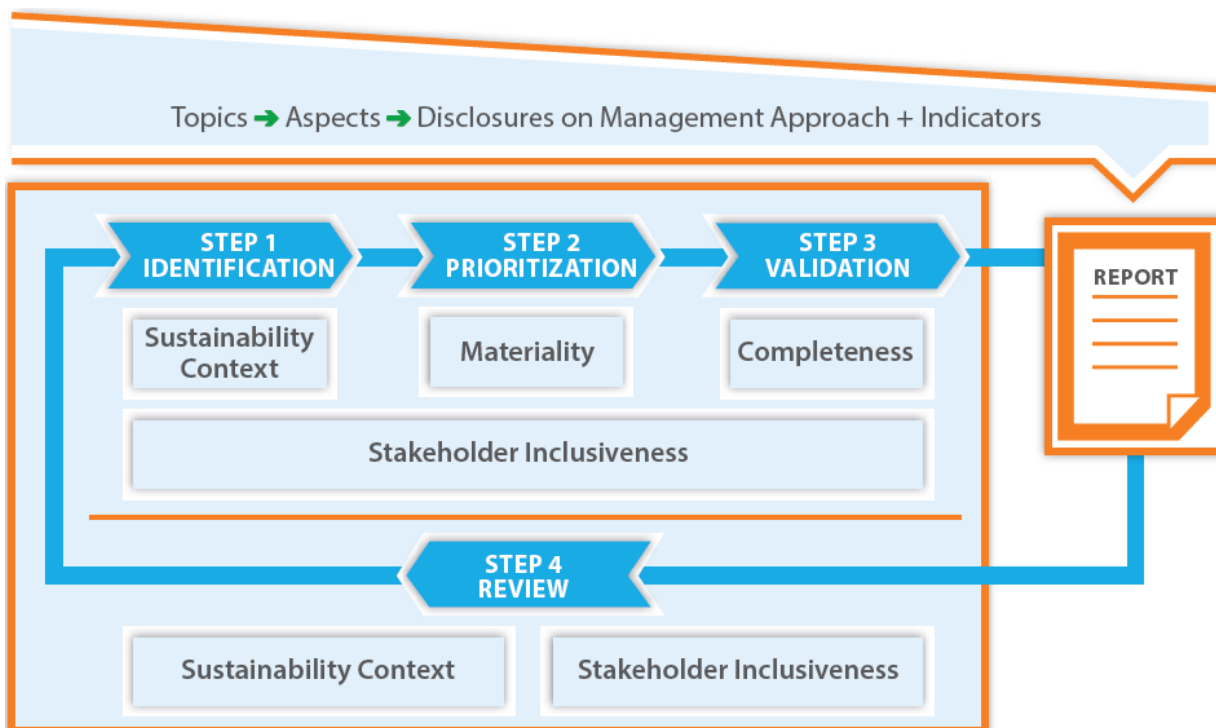 Topics ➔ Aspects ➔ Disclosures on Management Approach + Indicators
STEP 1
IDENTIFICATION
STEP 2
PRIORITIZATION
STEP 3
VALIDATION
REPORT
Sustainability
Context
Materiality
Completeness
Stakeholder Inclusiveness
STEP 4
REVIEW
Sustainability Context
Stakeholder Inclusiveness